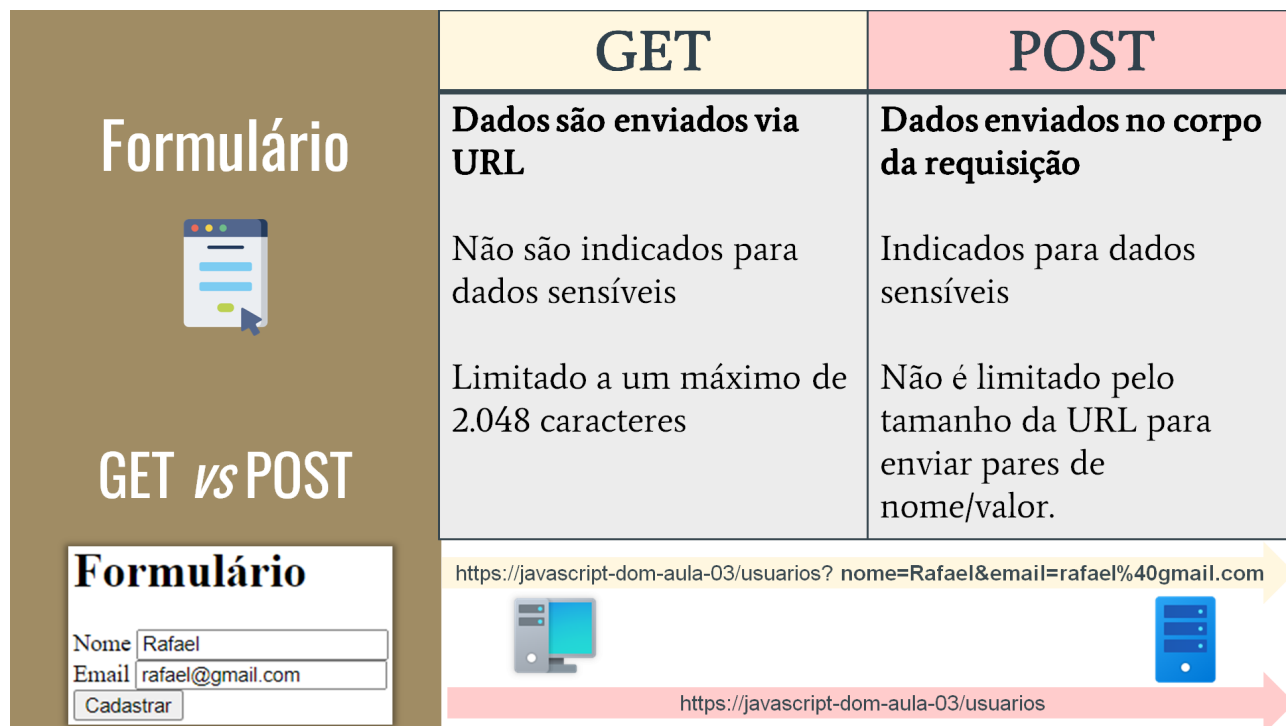 Formulário
GET vs POST
Formulário
Nome Rafael
Email rafael@gmail.com
Cadastrar
GET
POST
Dados são enviados via
URL
Não são indicados para
dados sensíveis
Limitado a um máximo de
2.048 caracteres
Dados enviados no corpo
da requisição
Indicados para dados
sensíveis
Não é limitado pelo
tamanho da URL para
enviar pares de
nome/valor.
https://javascript-dom-aula-03/usuarios? nome=Rafael&email=rafael%40gmail.com
https://javascript-dom-aula-03/usuarios